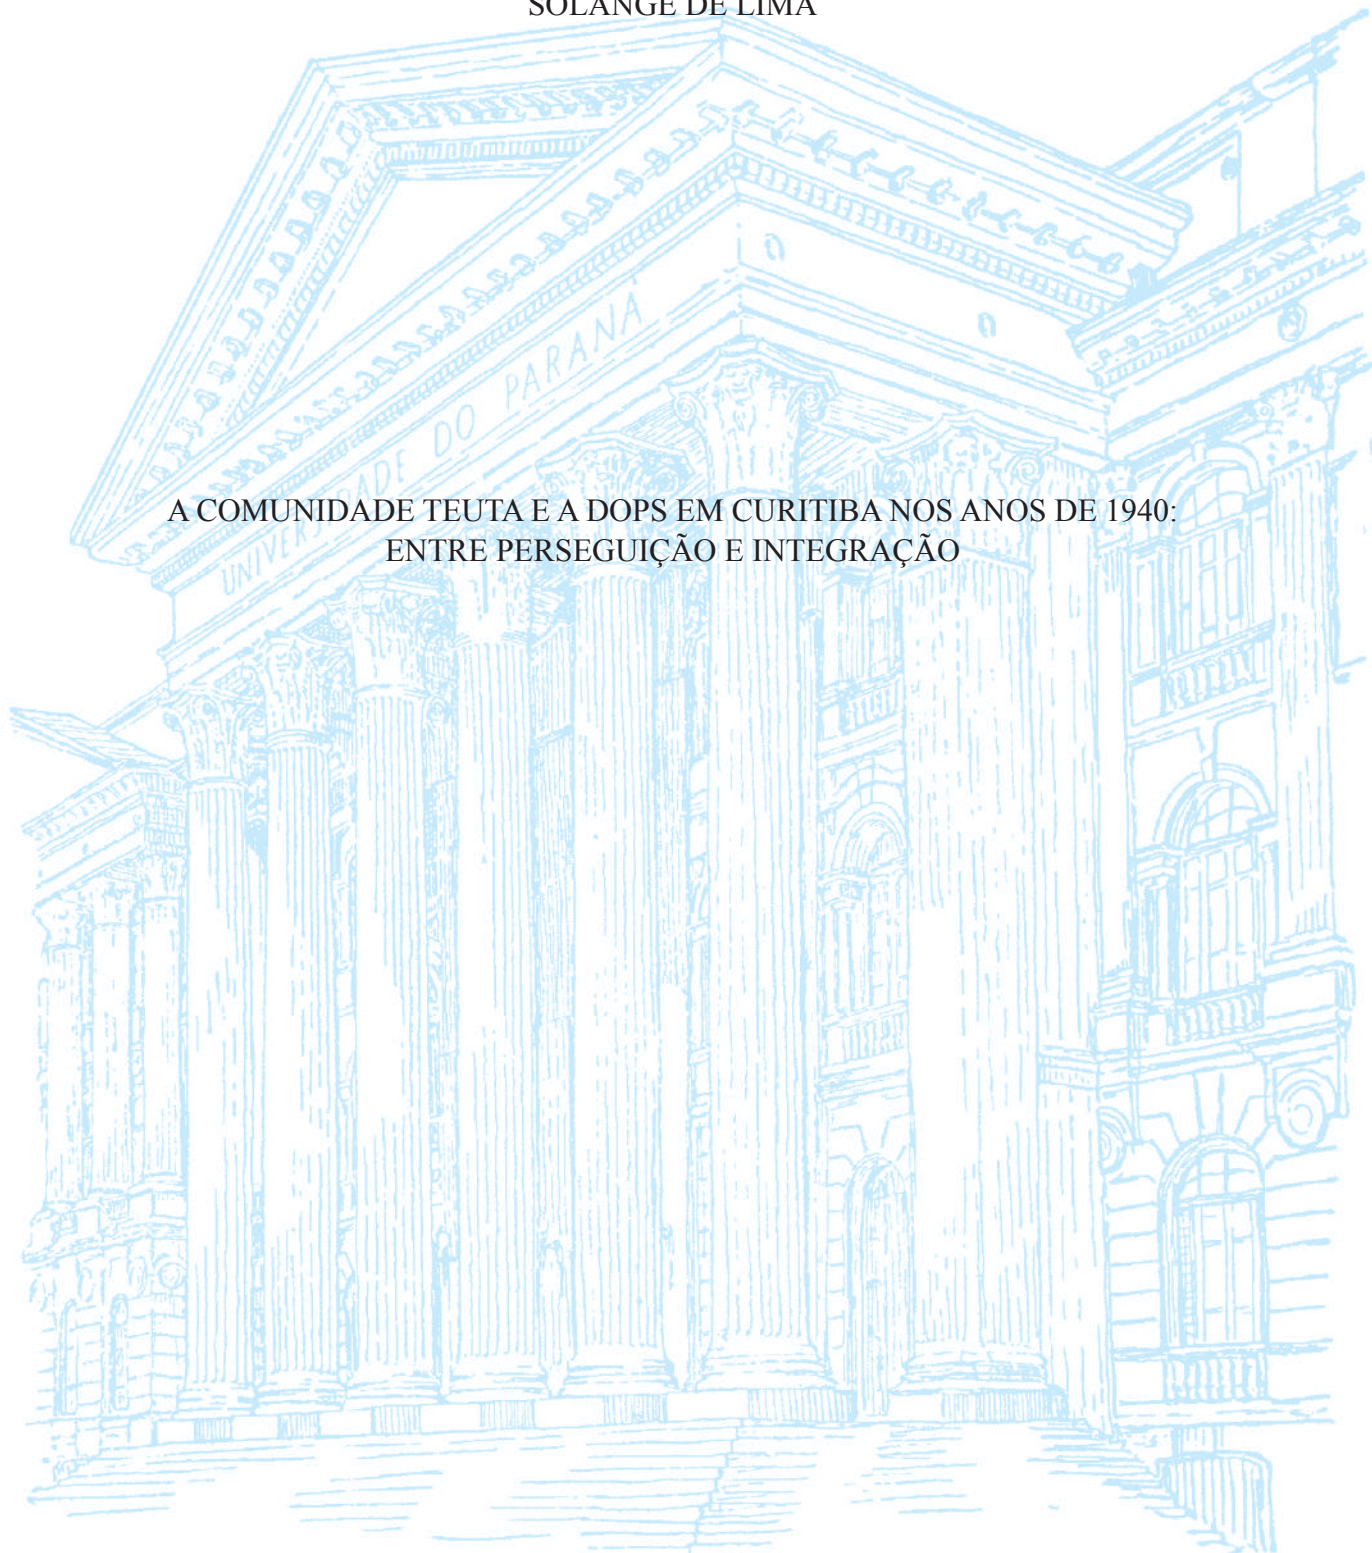 SOLANGE DE LIMA
UNIVERSIDADE DO PARANÁ
A COMUNIDADE TEUTA E A DOPS EM CURITIBA NOS ANOS DE 1940:
ENTRE PERSEGUIÇÃO E INTEGRAÇÃO